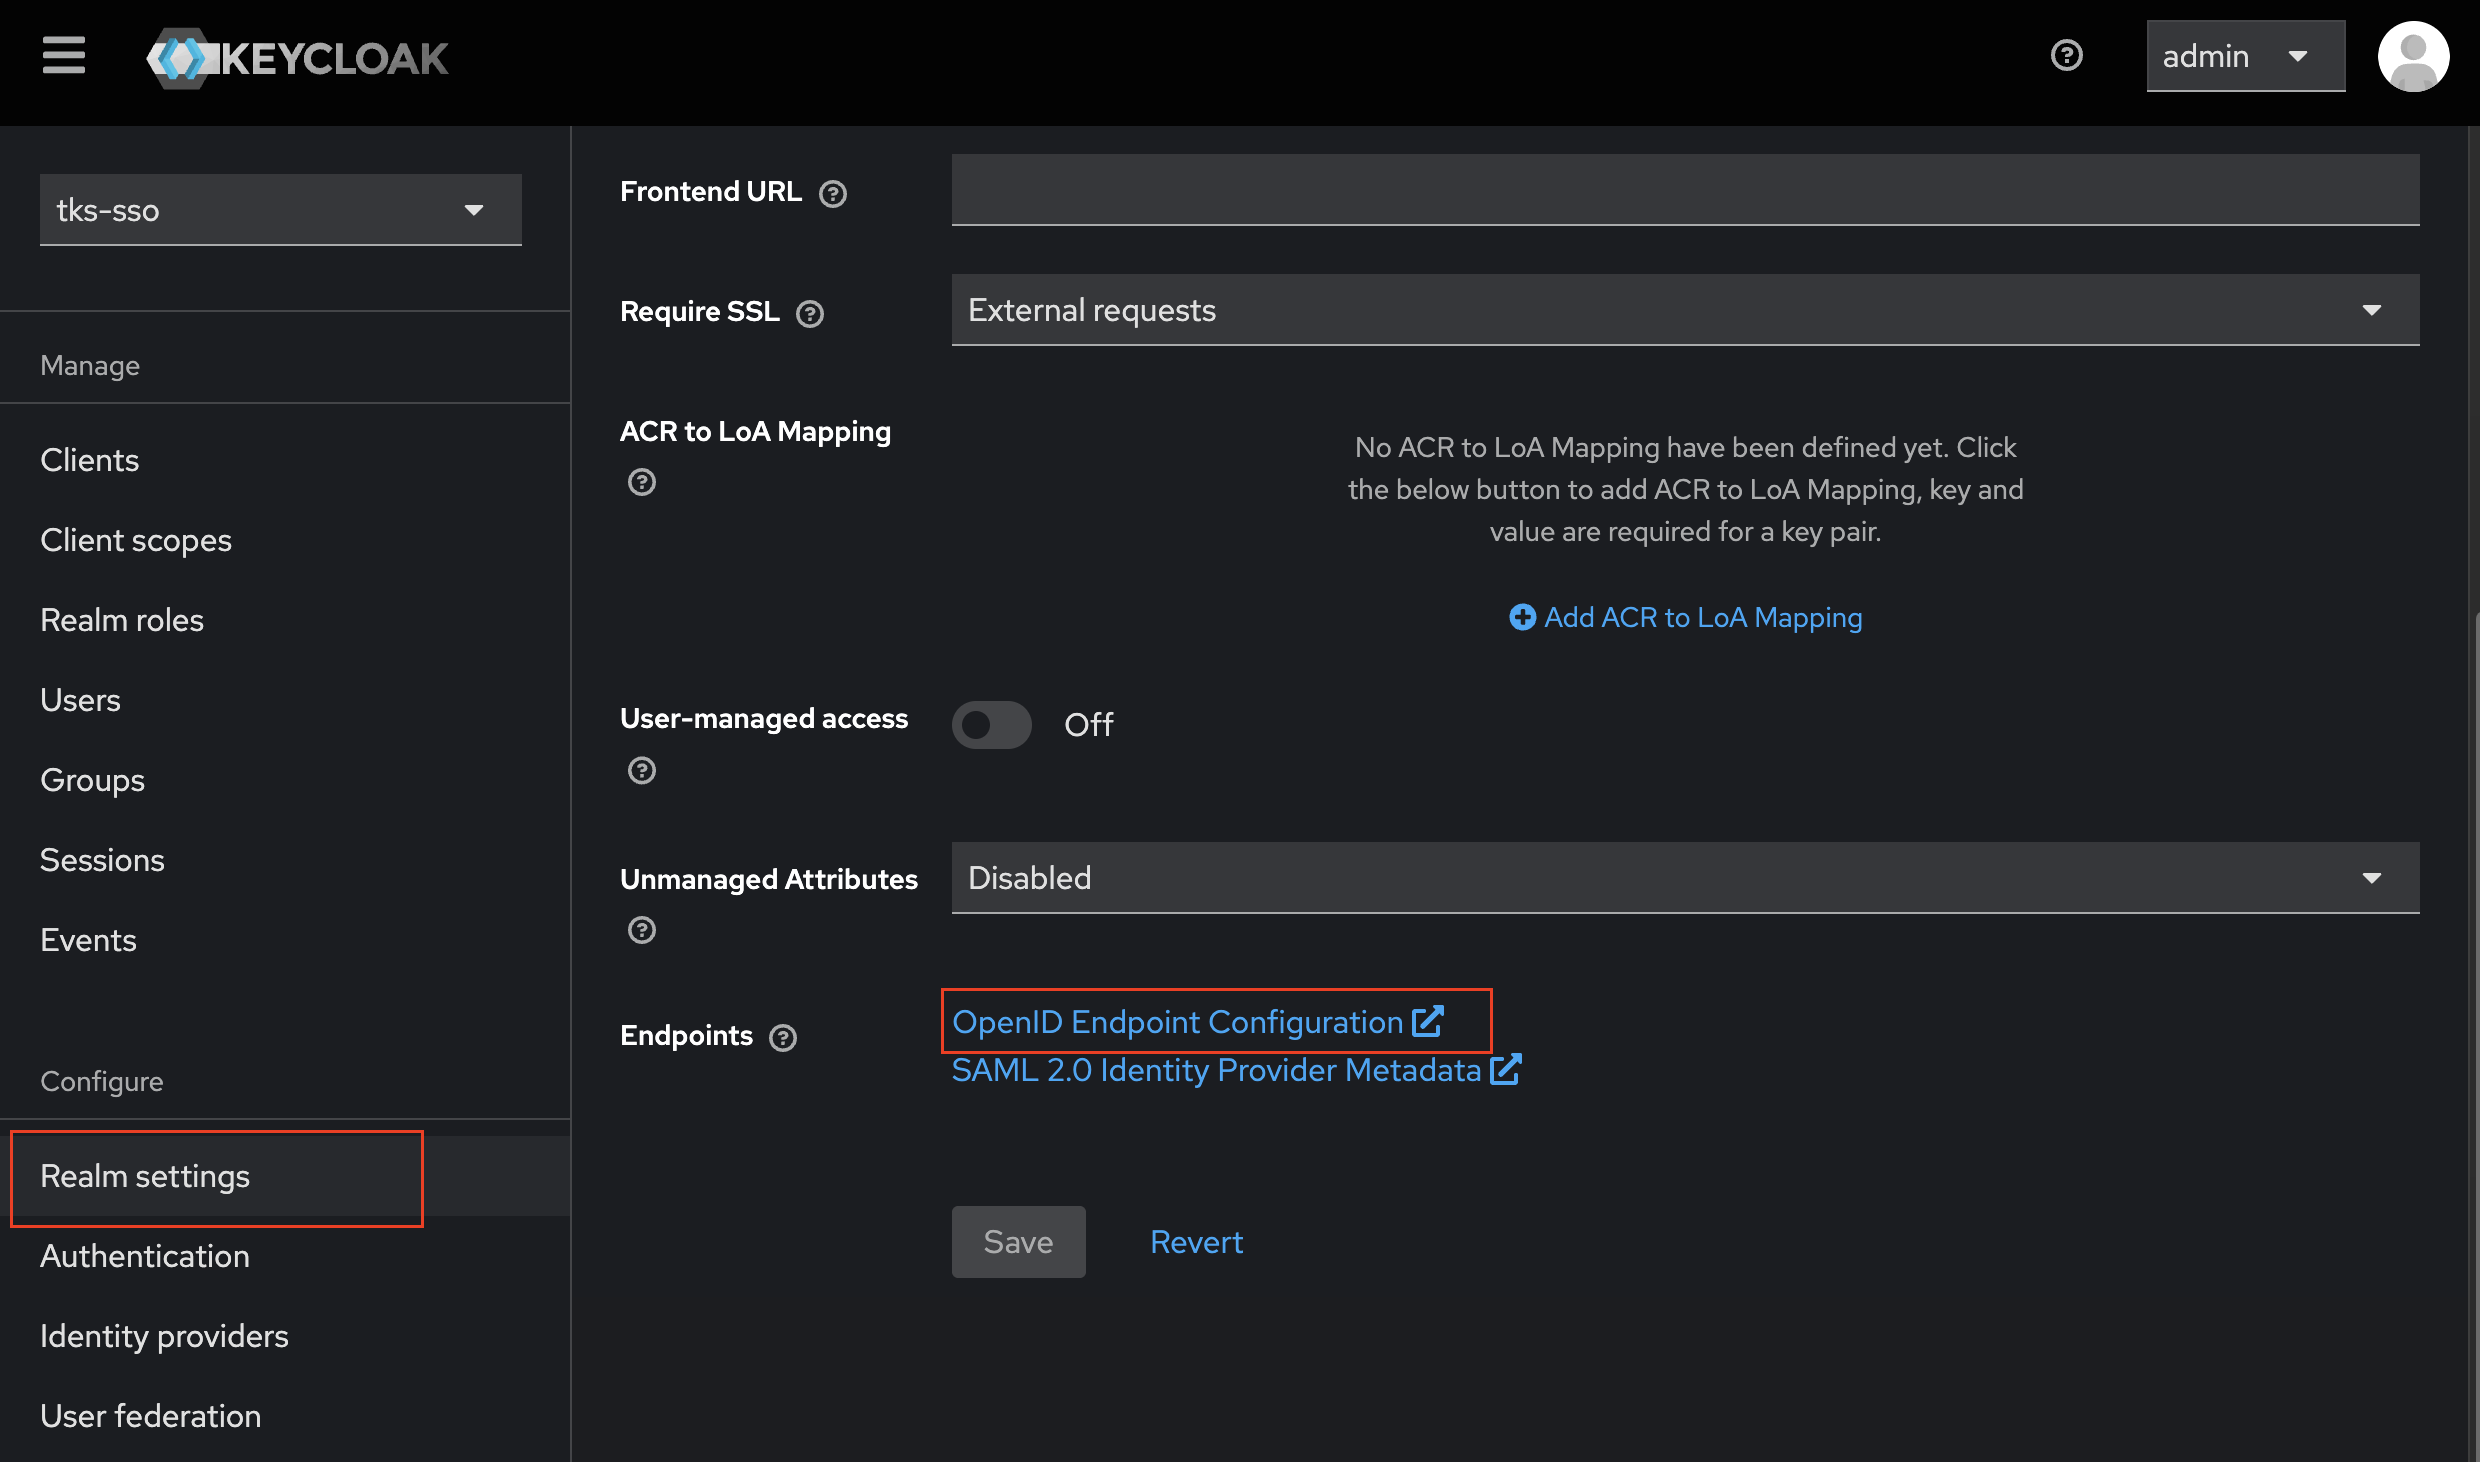 KEYCLOAK
admin
tks-sso
Manage
Clients
Client scopes
Realm roles
Users
Groups
Sessions
Events
Configure
Realm settings
Authentication
Identity providers
User federation
Frontend URL
Require SSL
External requests
ACR to LoA Mapping
No ACR to LoA Mapping have been defined yet. Click
the below button to add ACR to LoA Mapping, key and
value are required for a key pair.
Add ACR to LoA Mapping
User-managed access
Off
Unmanaged Attributes
Disabled
Endpoints
OpenID Endpoint Configuration
SAML 2.0 Identity Provider Metadata
Save
Revert